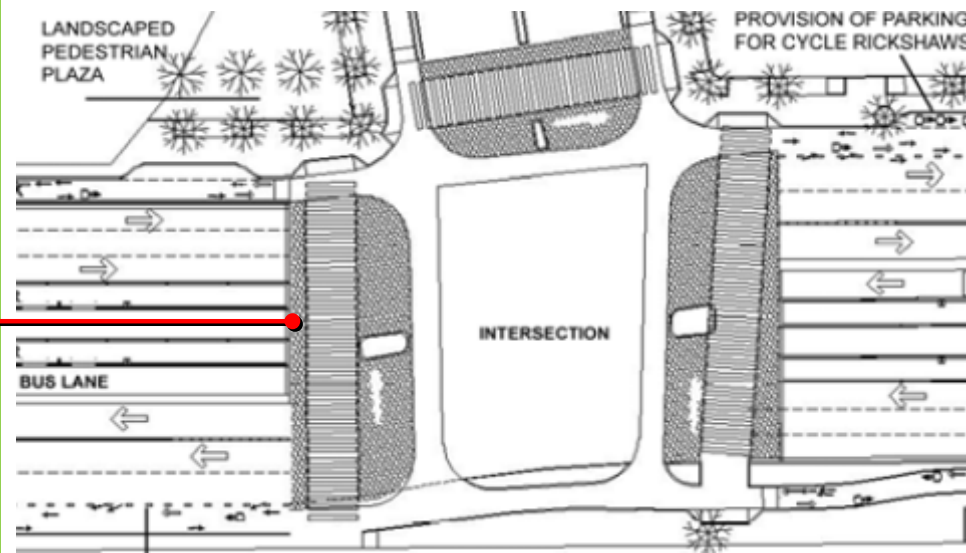 LANDSCAPED
PEDESTRIAN
PLAZA
PROVISION OF PARKING
FOR CYCLE RICKSHAWS
INTERSECTION
BUS LANE